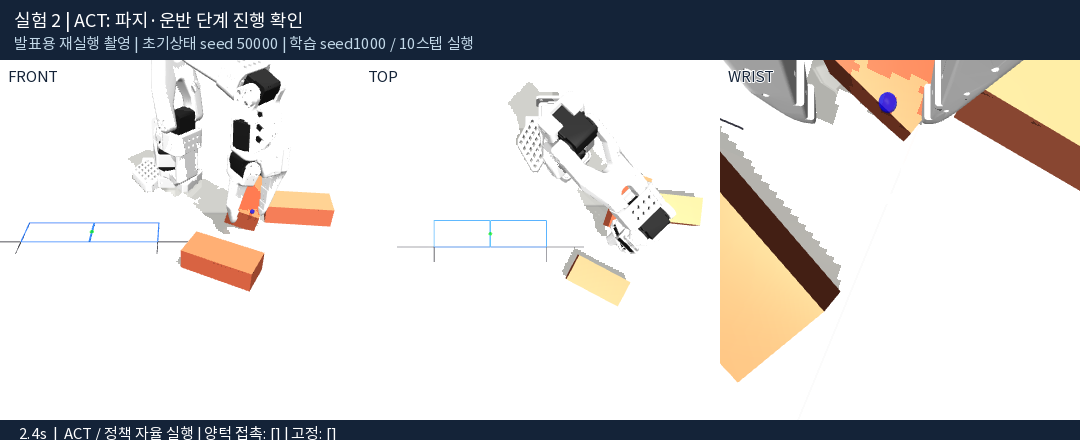 실험 2 | ACT: 파지·운반 단계 진행 확인
발표용 재실행 촬영 | 초기상태 seed 50000 | 학습 seed1000 / 10스텝 실행
FRONT
TOP
WRIST
2.4s | ACT / 정책 자율 실행 | 양턱 접촉: [] | 고정: []